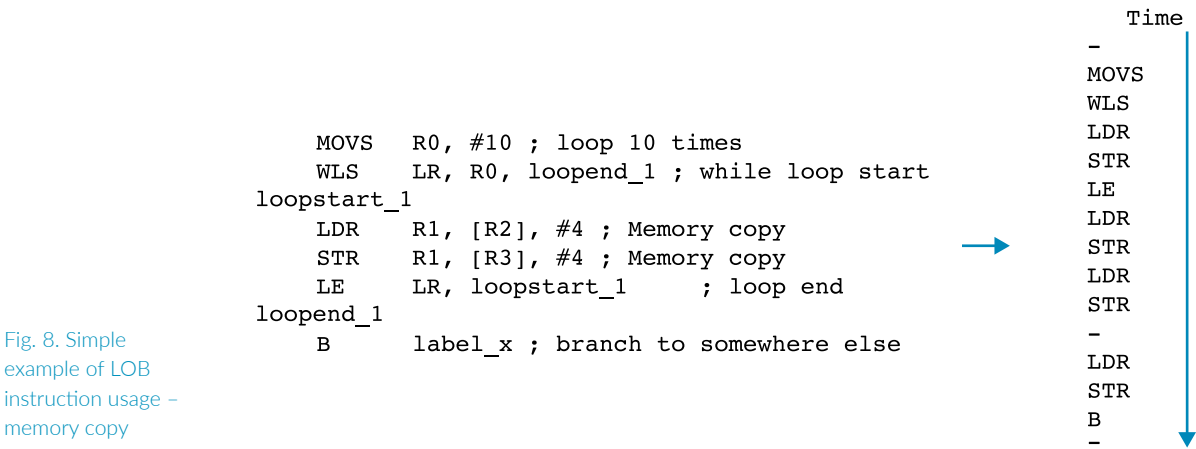 MOVS R0, #10 ; loop 10 times
WLS LR, R0, loopend_1 ; while loop start
loopstart_1
LDR R1, [R2], #4 ; Memory copy
STR R1, [R3], #4 ; Memory copy
LE LR, loopstart_1 ; loop end
loopend_1
B label_x ; branch to somewhere else
Time
-
MOVS
WLS
LDR
STR
LE
LDR
STR
LDR
STR
-
LDR
STR
B
-
Fig. 8. Simple
example of LOB
instruction usage –
memory copy